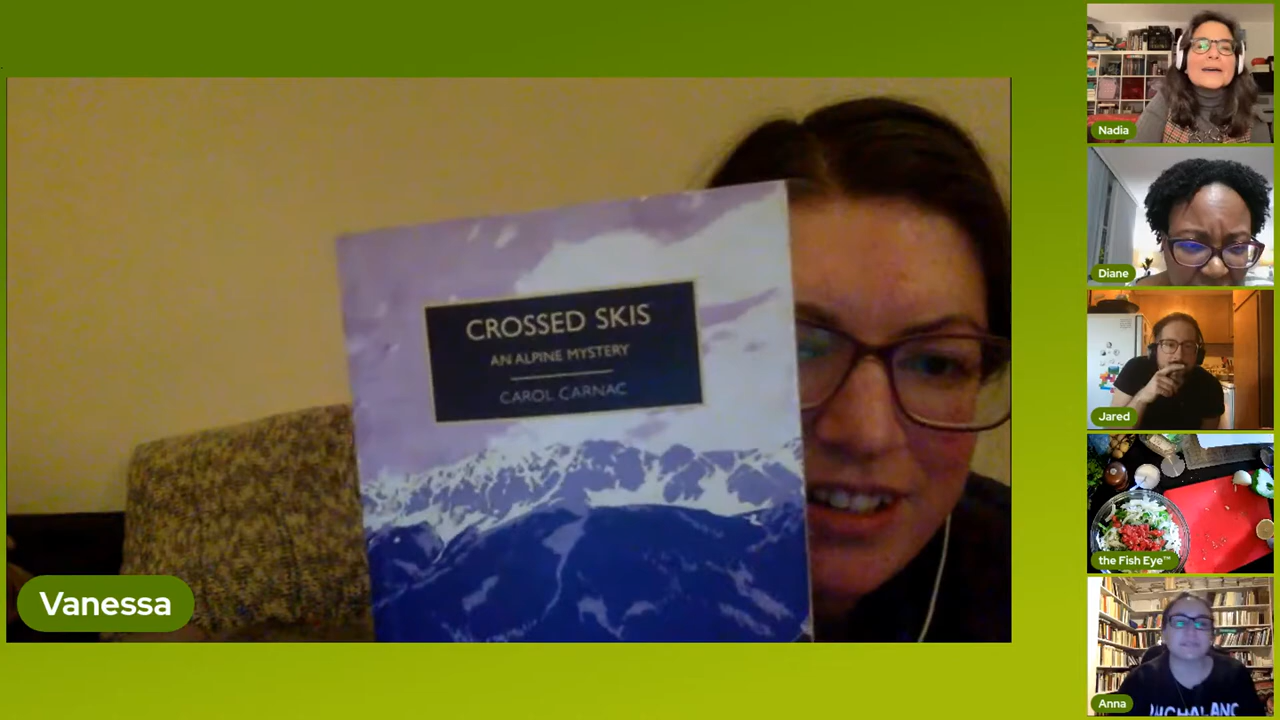 CROSSED SKIS
AN ALPINE MYSTERY
CAROL CARNAC
Vanessa
Nadia
Diane
Jared
the Fish Eye™
Anna